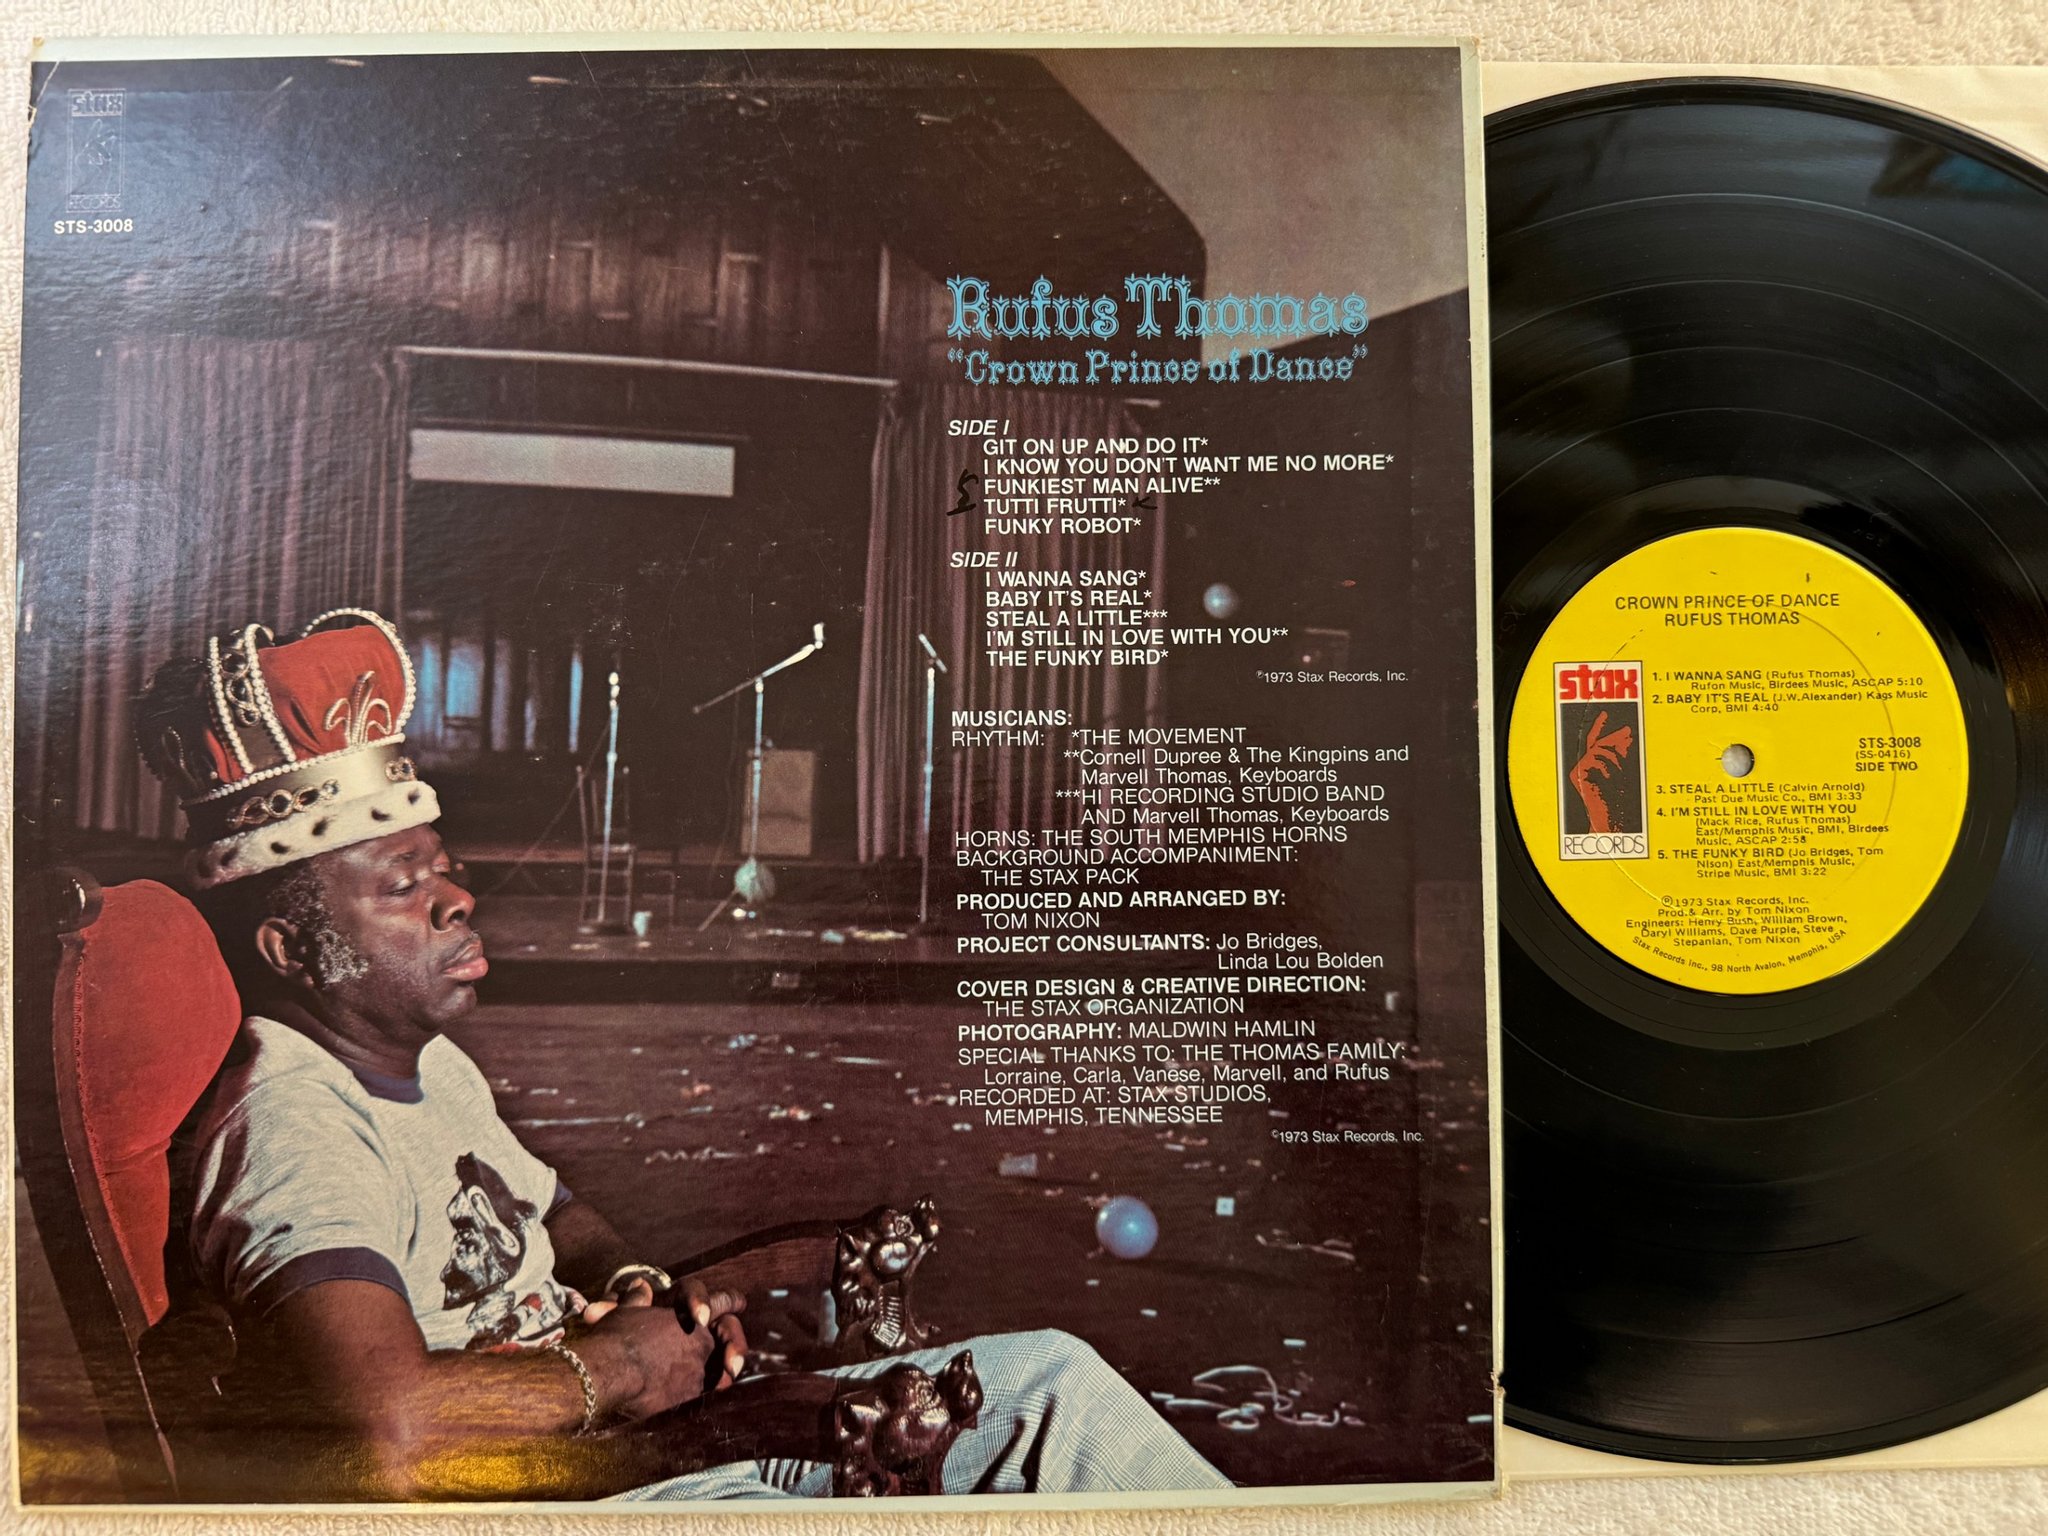 stax
RECORDS
STS-3008
Rufus Thomas
"Crown Prince of Dance"
SIDE I
GIT ON UP AND DO IT*
I KNOW YOU DON'T WANT ME NO MORE*
FUNKIEST MAN ALIVE**
TUTTI FRUTTI*
FUNKY ROBOT*
SIDE II
I WANNA SANG*
BABY IT'S REAL*
STEAL A LITTLE***
I'M STILL IN LOVE WITH YOU**
THE FUNKY BIRD*
℗1973 Stax Records, Inc.
MUSICIANS:
RHYTHM: *THE MOVEMENT
**Cornell Dupree & The Kingpins and
Marvell Thomas, Keyboards
***HI RECORDING STUDIO BAND
AND Marvell Thomas, Keyboards
HORNS: THE SOUTH MEMPHIS HORNS
BACKGROUND ACCOMPANIMENT:
THE STAX PACK
PRODUCED AND ARRANGED BY:
TOM NIXON
PROJECT CONSULTANTS: Jo Bridges,
Linda Lou Bolden
COVER DESIGN & CREATIVE DIRECTION:
THE STAX ORGANIZATION
PHOTOGRAPHY: MALDWIN HAMLIN
SPECIAL THANKS TO: THE THOMAS FAMILY:
Lorraine, Carla, Vanese, Marvell, and Rufus
RECORDED AT: STAX STUDIOS,
MEMPHIS, TENNESSEE
©1973 Stax Records, Inc.
CROWN PRINCE OF DANCE
RUFUS THOMAS
stax
RECORDS
1. I WANNA SANG (Rufus Thomas)
Rufon Music, Birdees Music, ASCAP 5:10
2. BABY IT'S REAL (J.W.Alexander) Kags Music
Corp, BMI 4:40
STS-3008
(SS-0416)
SIDE TWO
3. STEAL A LITTLE (Calvin Arnold)
Past Due Music Co., BMI 3:33
4. I'M STILL IN LOVE WITH YOU
(Mack Rice, Rufus Thomas)
East/Memphis Music, BMI, Birdees
Music, ASCAP 2:58
5. THE FUNKY BIRD (Jo Bridges, Tom
Nison) East/Memphis Music,
Stripe Music, BMI 3:22
℗1973 Stax Records, Inc.
Prod.& Arr. by Tom Nixon
Engineers: Henry Bush, William Brown,
Daryl Williams, Dave Purple, Steve
Stepanian, Tom Nixon
Stax Records Inc., 98 North Avalon, Memphis, USA